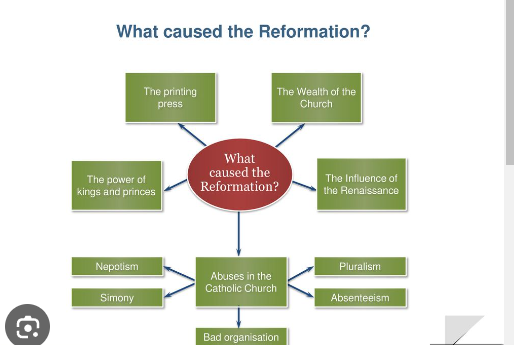 What caused the Reformation?
The printing
press
The Wealth of the
Church
What
caused the
Reformation?
The power of
kings and princes
The Influence of
the Renaissance
Nepotism
Simony
Abuses in the
Catholic Church
Pluralism
Absenteeism
Bad organisation